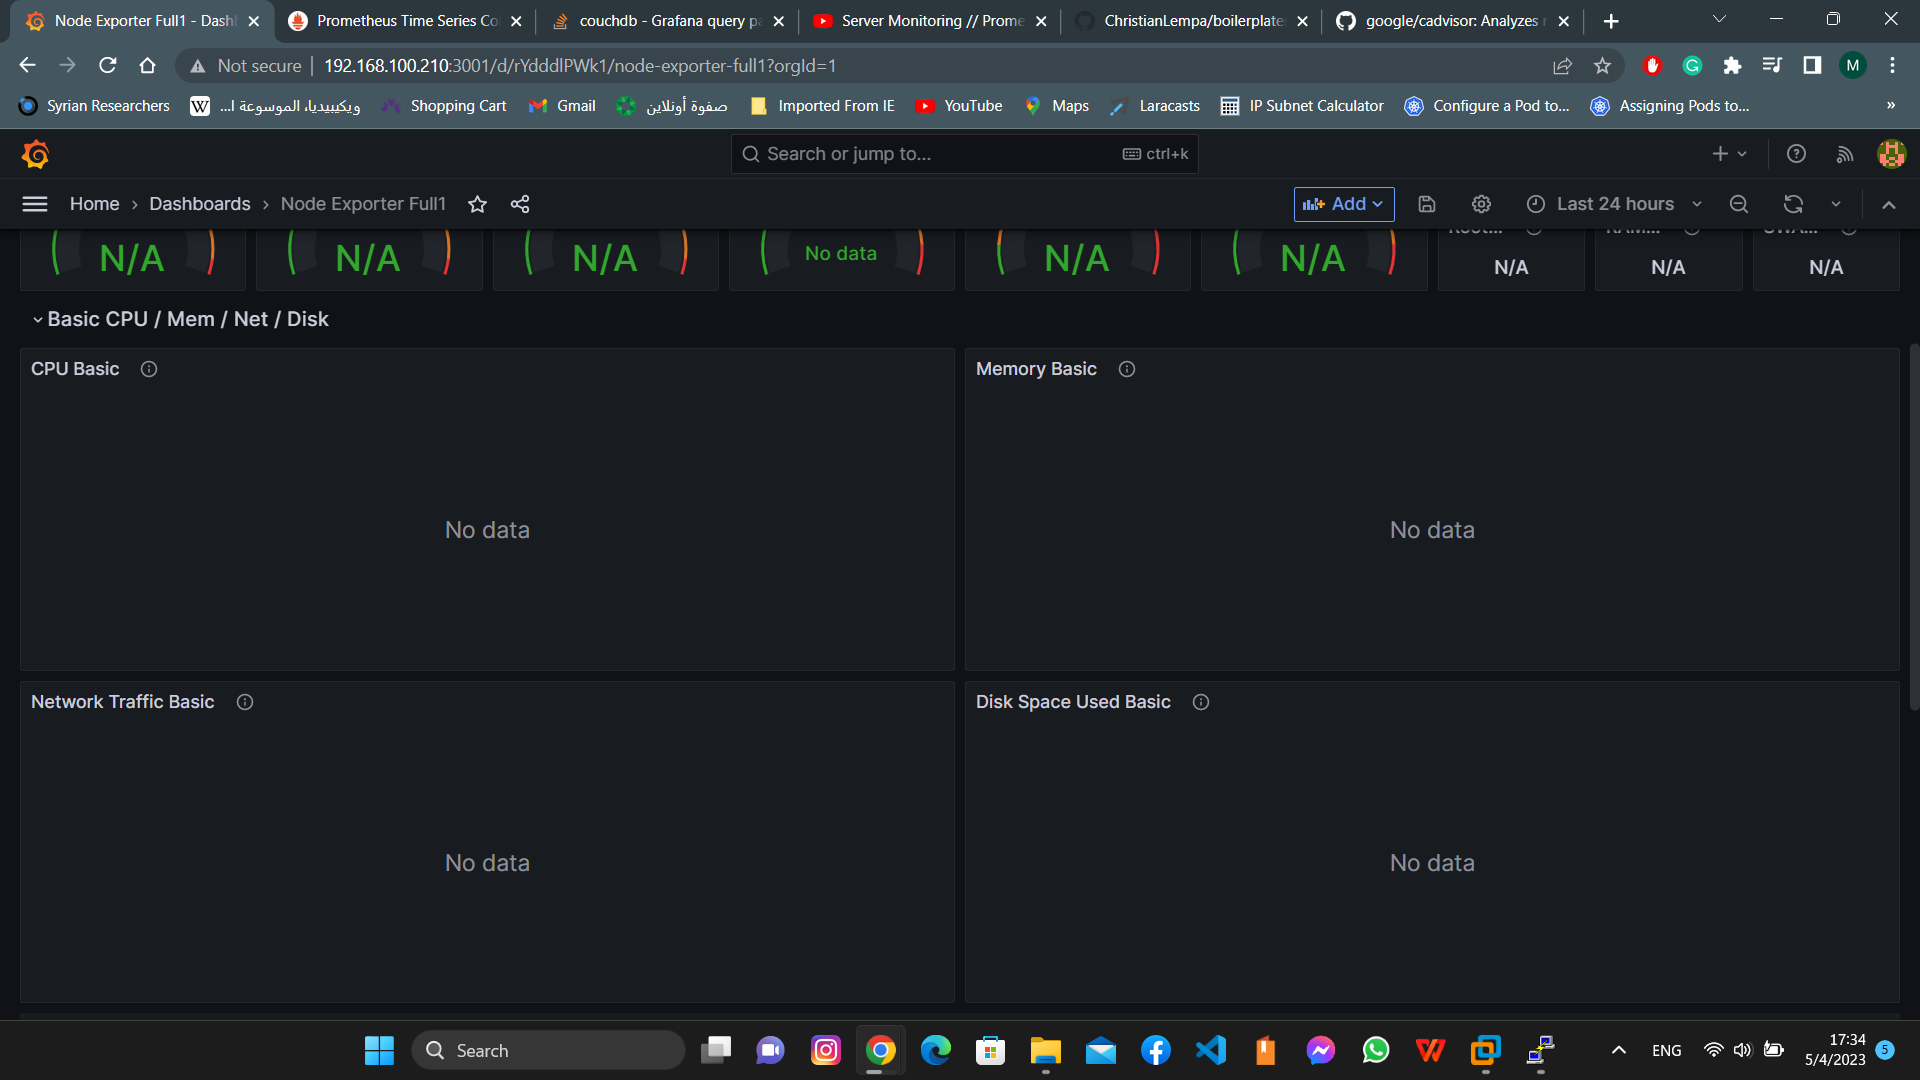 Node Exporter Full1 - Dashl
Prometheus Time Series Co
couchdb - Grafana query pa
Server Monitoring // Prome
ChristianLempa/boilerplate
google/cadvisor: Analyzes r
Not secure
192.168.100.210:3001/d/rYdddlPWk1/node-exporter-full1?orgId=1
M
Syrian Researchers
ويكيبيديا، الموسوعة ا...
Shopping Cart
Gmail
صفوة أونلاين
Imported From IE
YouTube
Maps
Laracasts
IP Subnet Calculator
Configure a Pod to...
Assigning Pods to...
»
Search or jump to...
ctrl+k
Home › Dashboards › Node Exporter Full1
Add
Last 24 hours
N/A
N/A
N/A
No data
N/A
N/A
Root...
N/A
RAM...
N/A
SWA...
N/A
Basic CPU / Mem / Net / Disk
CPU Basic
No data
Memory Basic
No data
Network Traffic Basic
No data
Disk Space Used Basic
No data
Search
ENG
17:34
5/4/2023
5